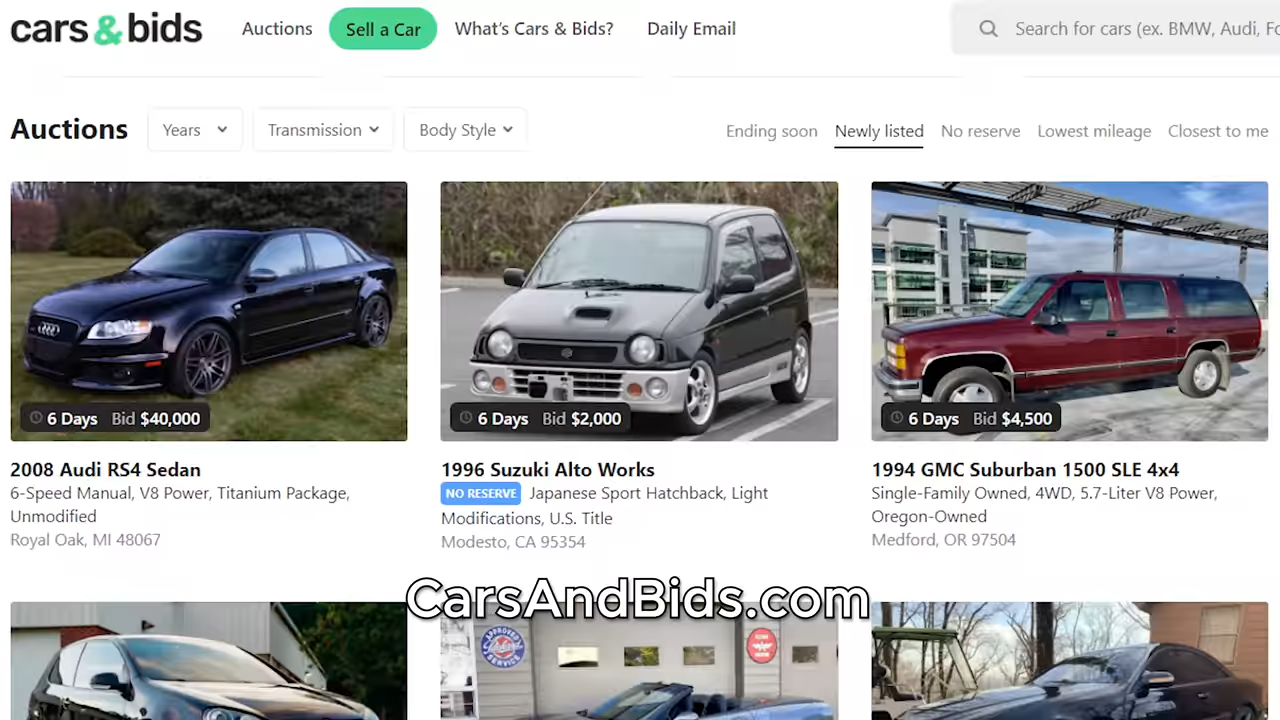 cars & bids
Auctions
Sell a Car
What's Cars & Bids?
Daily Email
Search for cars (ex. BMW, Audi, Fo
Auctions
Years
Transmission
Body Style
Ending soon
Newly listed
No reserve
Lowest mileage
Closest to me
6 Days Bid $40,000
2008 Audi RS4 Sedan
6-Speed Manual, V8 Power, Titanium Package,
Unmodified
Royal Oak, MI 48067
6 Days Bid $2,000
1996 Suzuki Alto Works
NO RESERVE Japanese Sport Hatchback, Light
Modifications, U.S. Title
Modesto, CA 95354
6 Days Bid $4,500
1994 GMC Suburban 1500 SLE 4x4
Single-Family Owned, 4WD, 5.7-Liter V8 Power,
Oregon-Owned
Medford, OR 97504
CarsAndBids.com